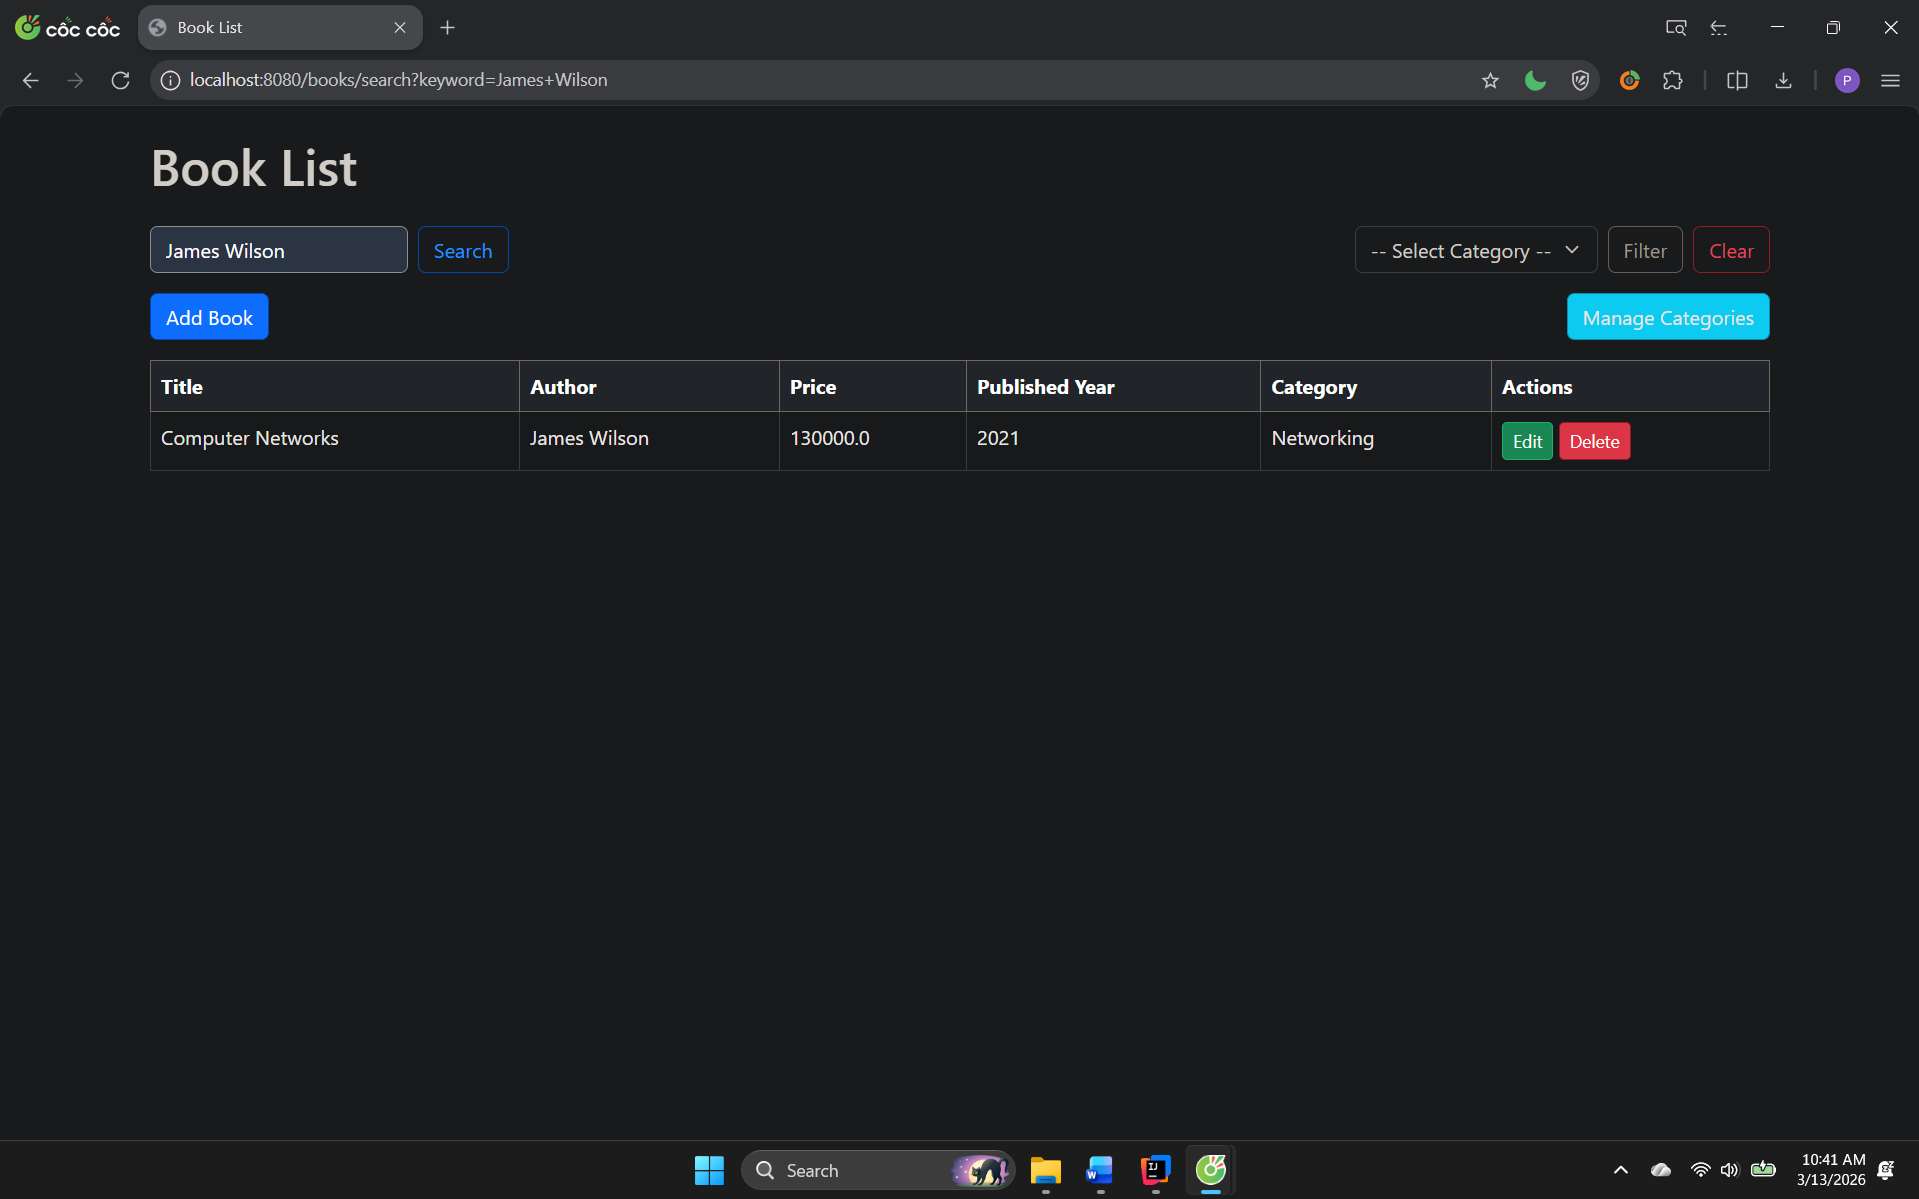 cốc cốc
Book List
localhost:8080/books/search?keyword=James+Wilson
P
Book List
James Wilson
Search
-- Select Category --
Filter
Clear
Add Book
Manage Categories
Title Author Price Published Year Category Actions
Computer Networks James Wilson 130000.0 2021 Networking Edit Delete
Search
W
IJ
10:41 AM
3/13/2026